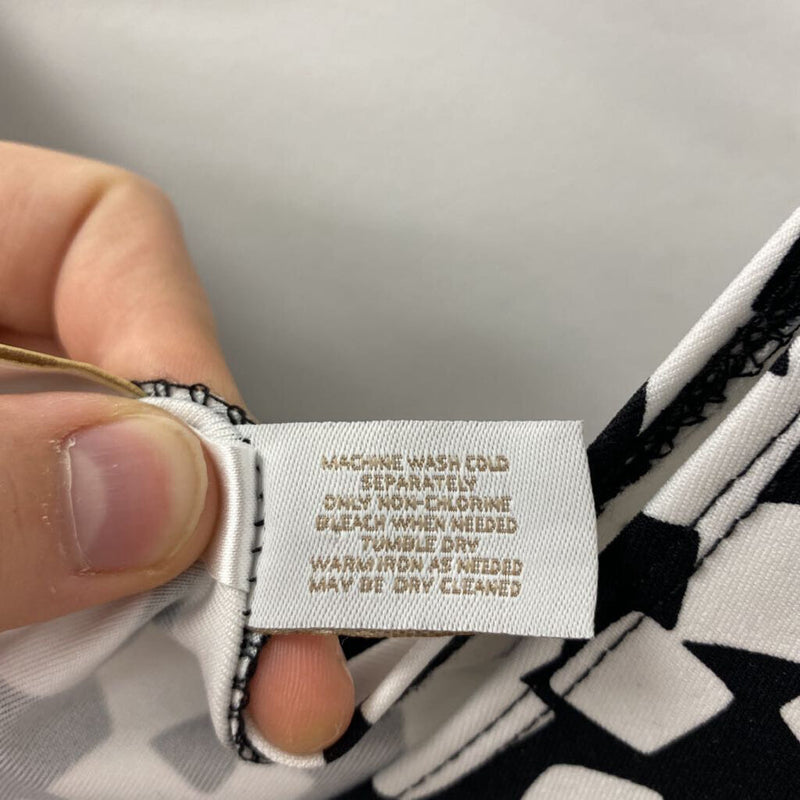 MACHINE WASH COLD
SEPARATELY
ONLY NON-CHLORINE
BLEACH WHEN NEEDED
TUMBLE DRY
WARM IRON AS NEEDED
MAY BE DRY CLEANED